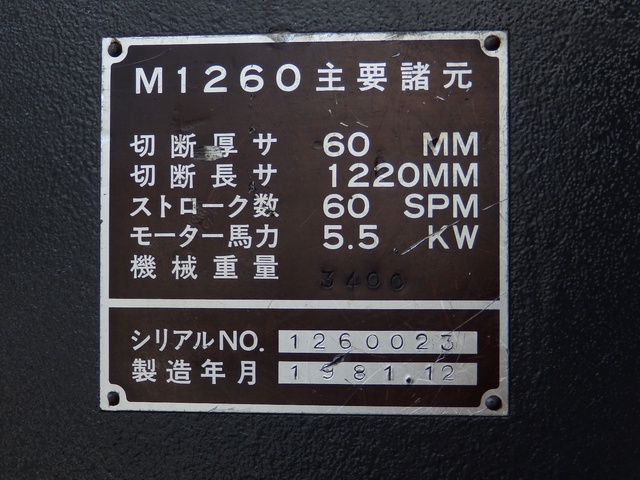 M1260主要諸元
切断厚サ 60 MM
切断長サ 1220MM
ストローク数 60 SPM
モーター馬力 5.5 KW
機械重量 3400
シリアルNO. 1260023
製造年月 1981.12